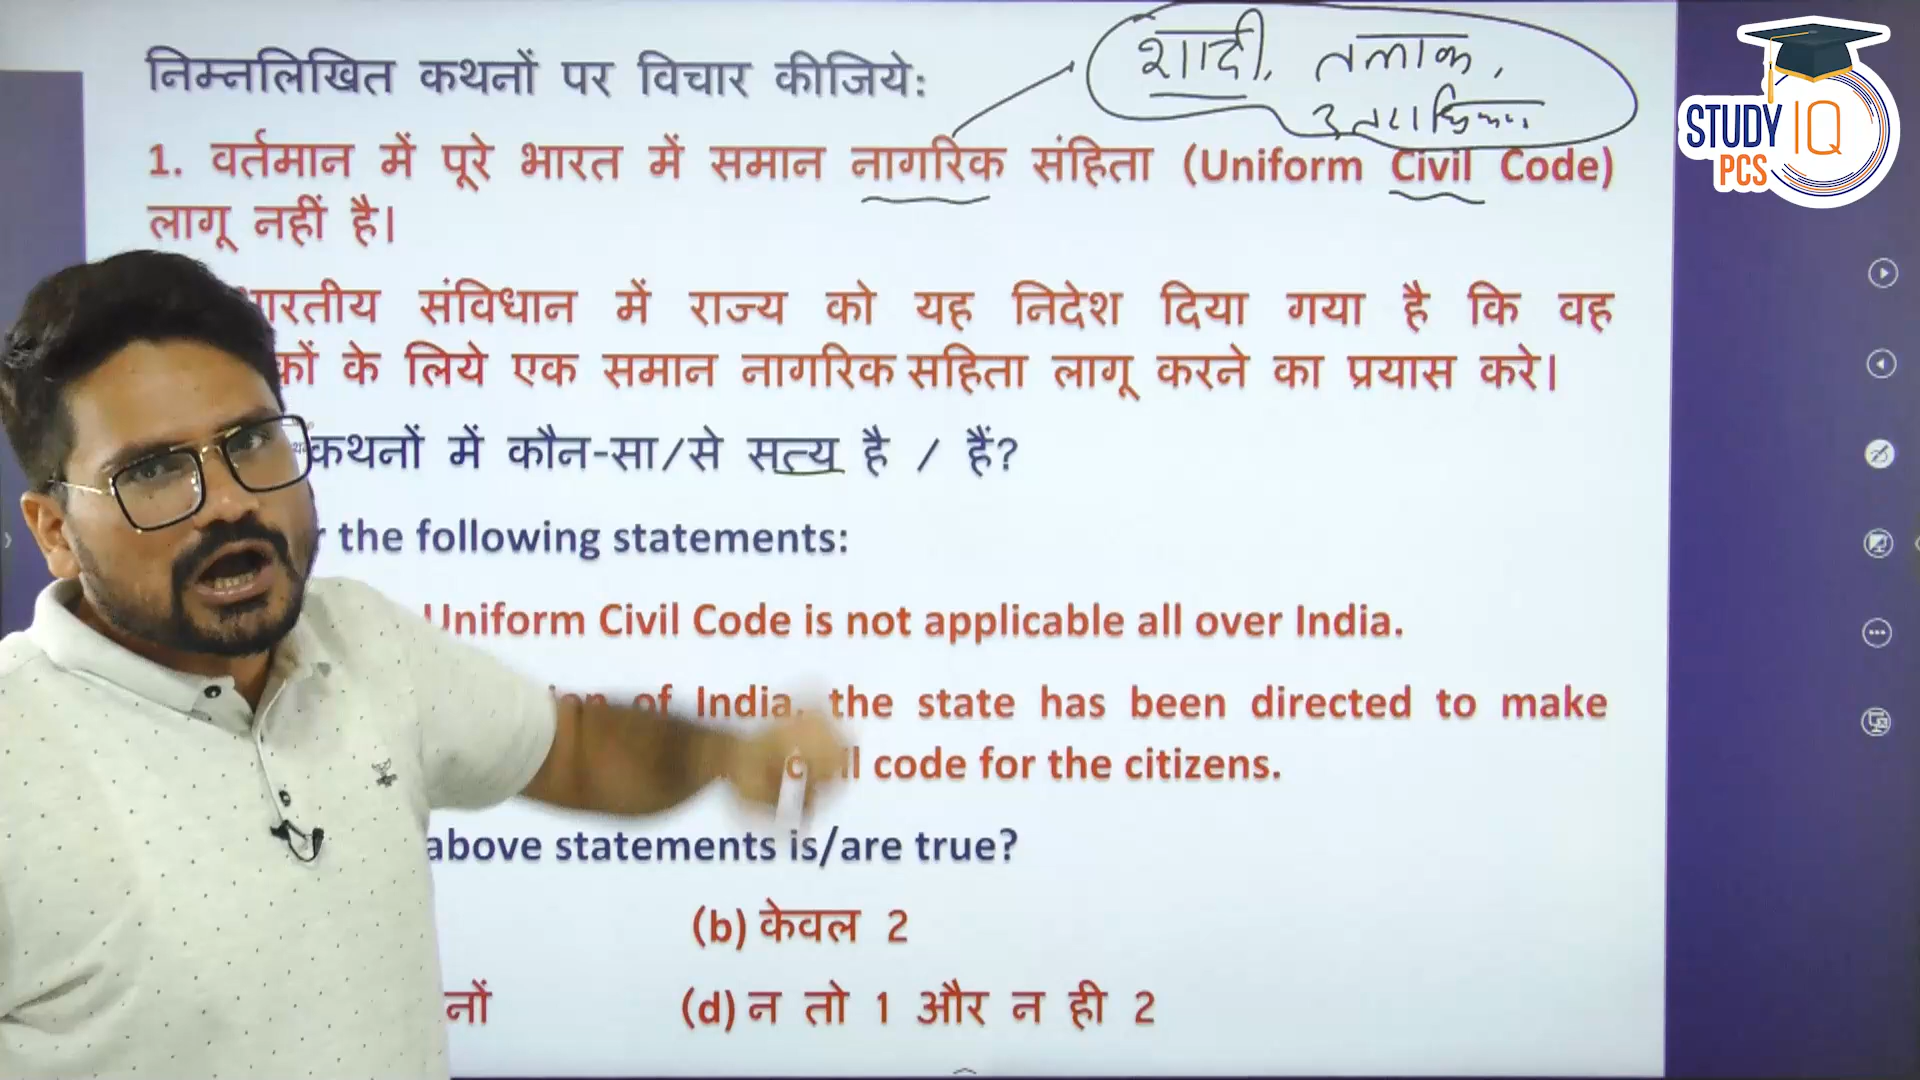 शादी, तलाक,
निम्नलिखित कथनों पर विचार कीजिये:
STUDY IQ
PCS
1. वर्तमान में पूरे भारत में समान नागरिक संहिता (Uniform Civil Code)
लागू नहीं है।
संविधान में राज्य को यह निदेश दिया गया है कि वह
के लिये एक समान नागरिक सहिता लागू करने का प्रयास करे।
कथनों में कौन-सा/से सत्य है / हैं?
the following statements:
Uniform Civil Code is not applicable all over India.
of India, the state has been directed to make
code for the citizens.
above statements is/are true?
(b) केवल 2
(d) न तो 1 और न ही 2